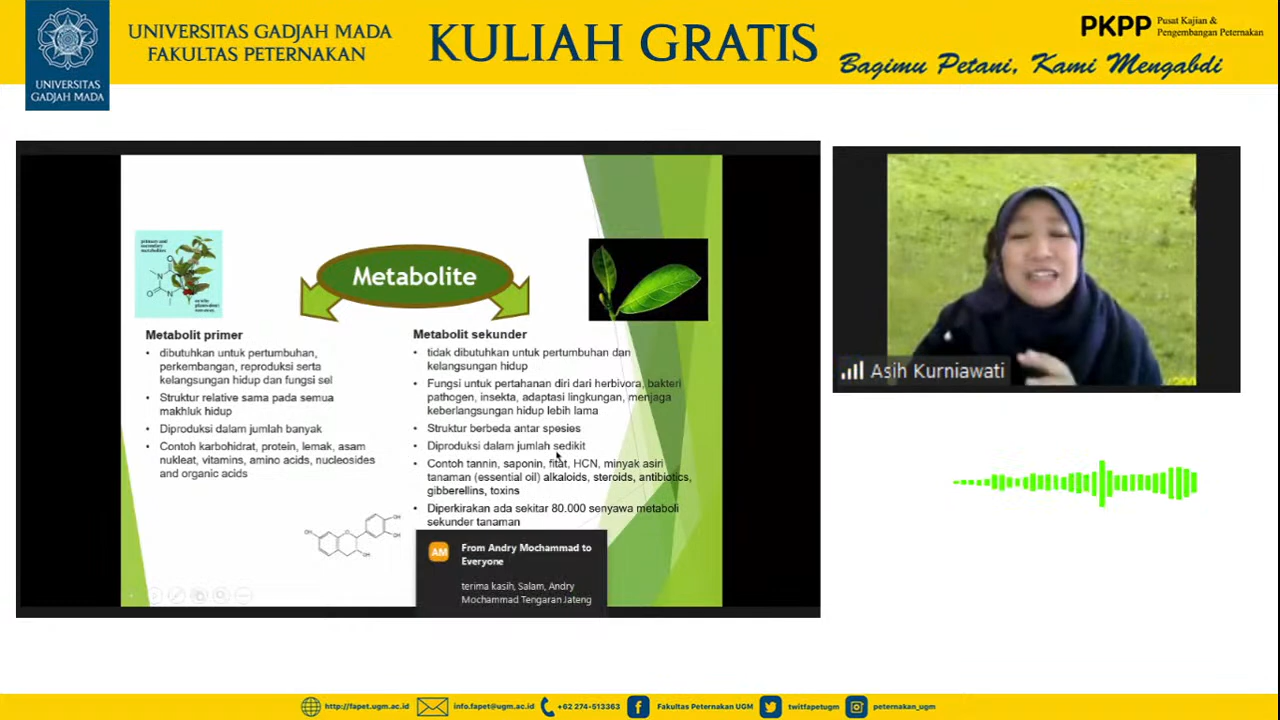 UNIVERSITAS GADJAH MADA
UNIVERSITAS GADJAH MADA
FAKULTAS PETERNAKAN
KULIAH GRATIS
PKPP Pusat Kajian & Pengembangan Peternakan
Bagimu Petani, Kami Mengabdi
primary and secondary metabolites
Metabolite
Metabolit primer
• dibutuhkan untuk pertumbuhan,
perkembangan, reproduksi serta
kelangsungan hidup dan fungsi sel
• Struktur relative sama pada semua
makhluk hidup
• Diproduksi dalam jumlah banyak
• Contoh karbohidrat, protein, lemak, asam
nukleat, vitamins, amino acids, nucleosides
and organic acids
Metabolit sekunder
• tidak dibutuhkan untuk pertumbuhan dan
kelangsungan hidup
• Fungsi untuk pertahanan diri dari herbivora, bakteri
pathogen, insekta, adaptasi lingkungan, menjaga
keberlangsungan hidup lebih lama
• Struktur berbeda antar spesies
• Diproduksi dalam jumlah sedikit
• Contoh tannin, saponin, fitat, HCN, minyak asiri
tanaman (essential oil) alkaloids, steroids, antibiotics,
gibberellins, toxins
• Diperkirakan ada sekitar 80.000 senyawa metaboli
sekunder tanaman
AM
From Andry Mochammad to
Everyone
terima kasih, Salam, Andry
Mochammad Tengaran Jateng
Asih Kurniawati
http://fapet.ugm.ac.id info.fapet@ugm.ac.id +62 274-513363 Fakultas Peternakan UGM twitfapetugm peternakan_ugm